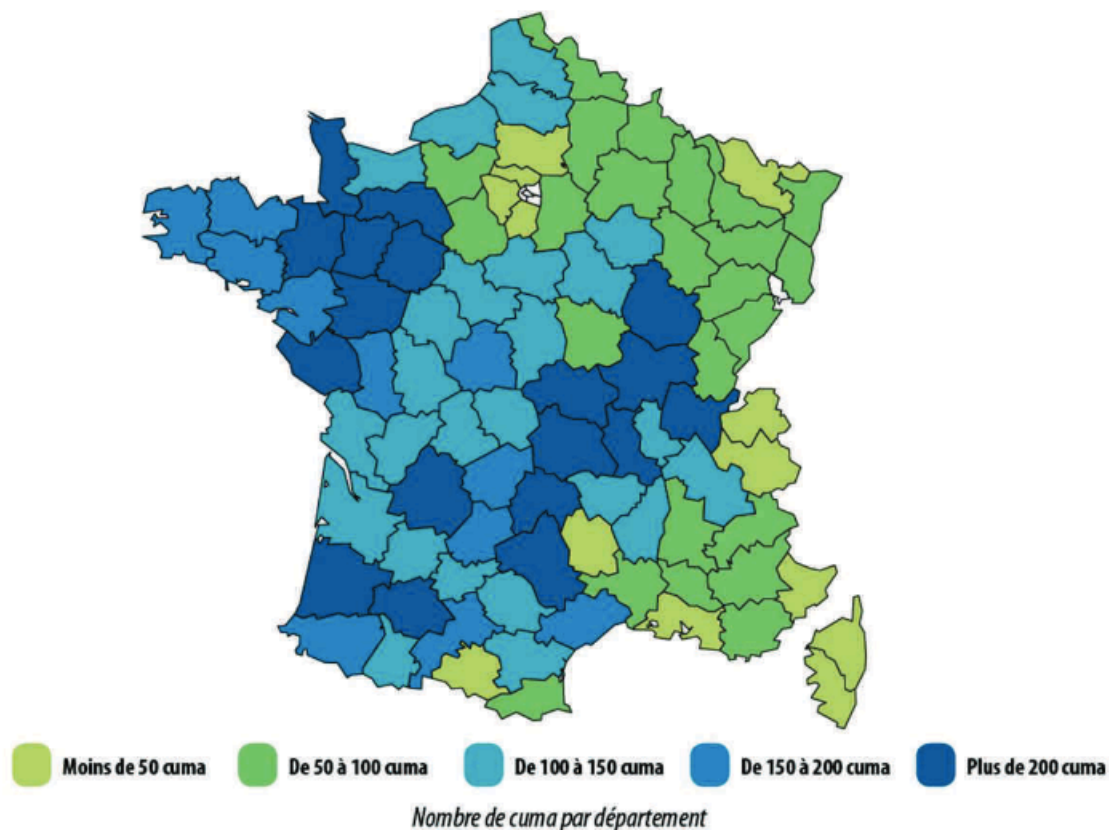 Moins de 50 cuma
De 50 à 100 cuma
De 100 à 150 cuma
De 150 à 200 cuma
Plus de 200 cuma
Nombre de cuma par département